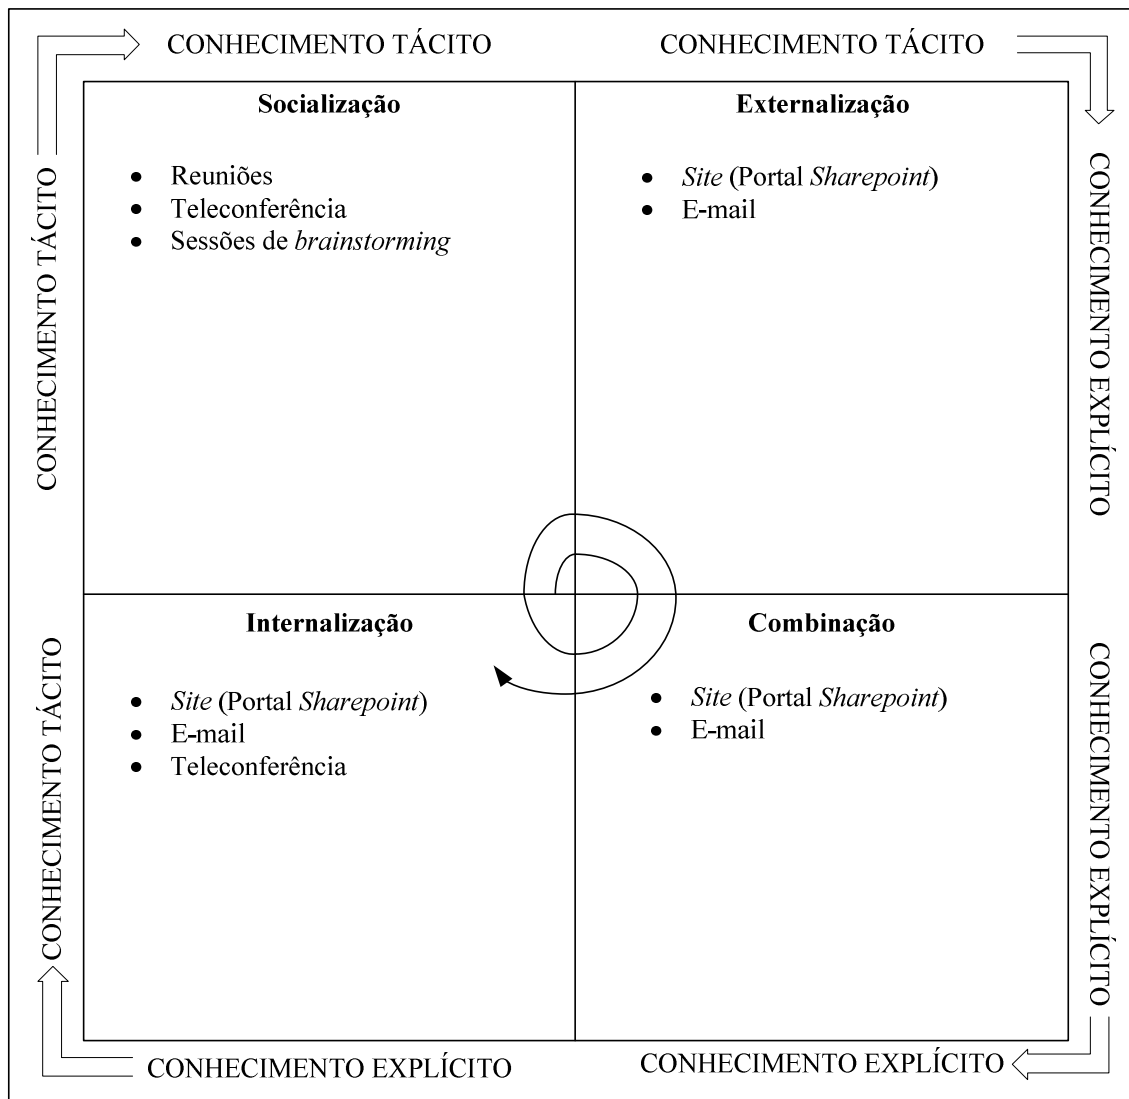 CONHECIMENTO TÁCITO
CONHECIMENTO TÁCITO
CONHECIMENTO TÁCITO
Socialização
• Reuniões
• Teleconferência
• Sessões de brainstorming
Externalização
• Site (Portal Sharepoint)
• E-mail
CONHECIMENTO EXPLÍCITO
CONHECIMENTO TÁCITO
Internalização
• Site (Portal Sharepoint)
• E-mail
• Teleconferência
Combinação
• Site (Portal Sharepoint)
• E-mail
CONHECIMENTO EXPLÍCITO
CONHECIMENTO EXPLÍCITO
CONHECIMENTO EXPLÍCITO